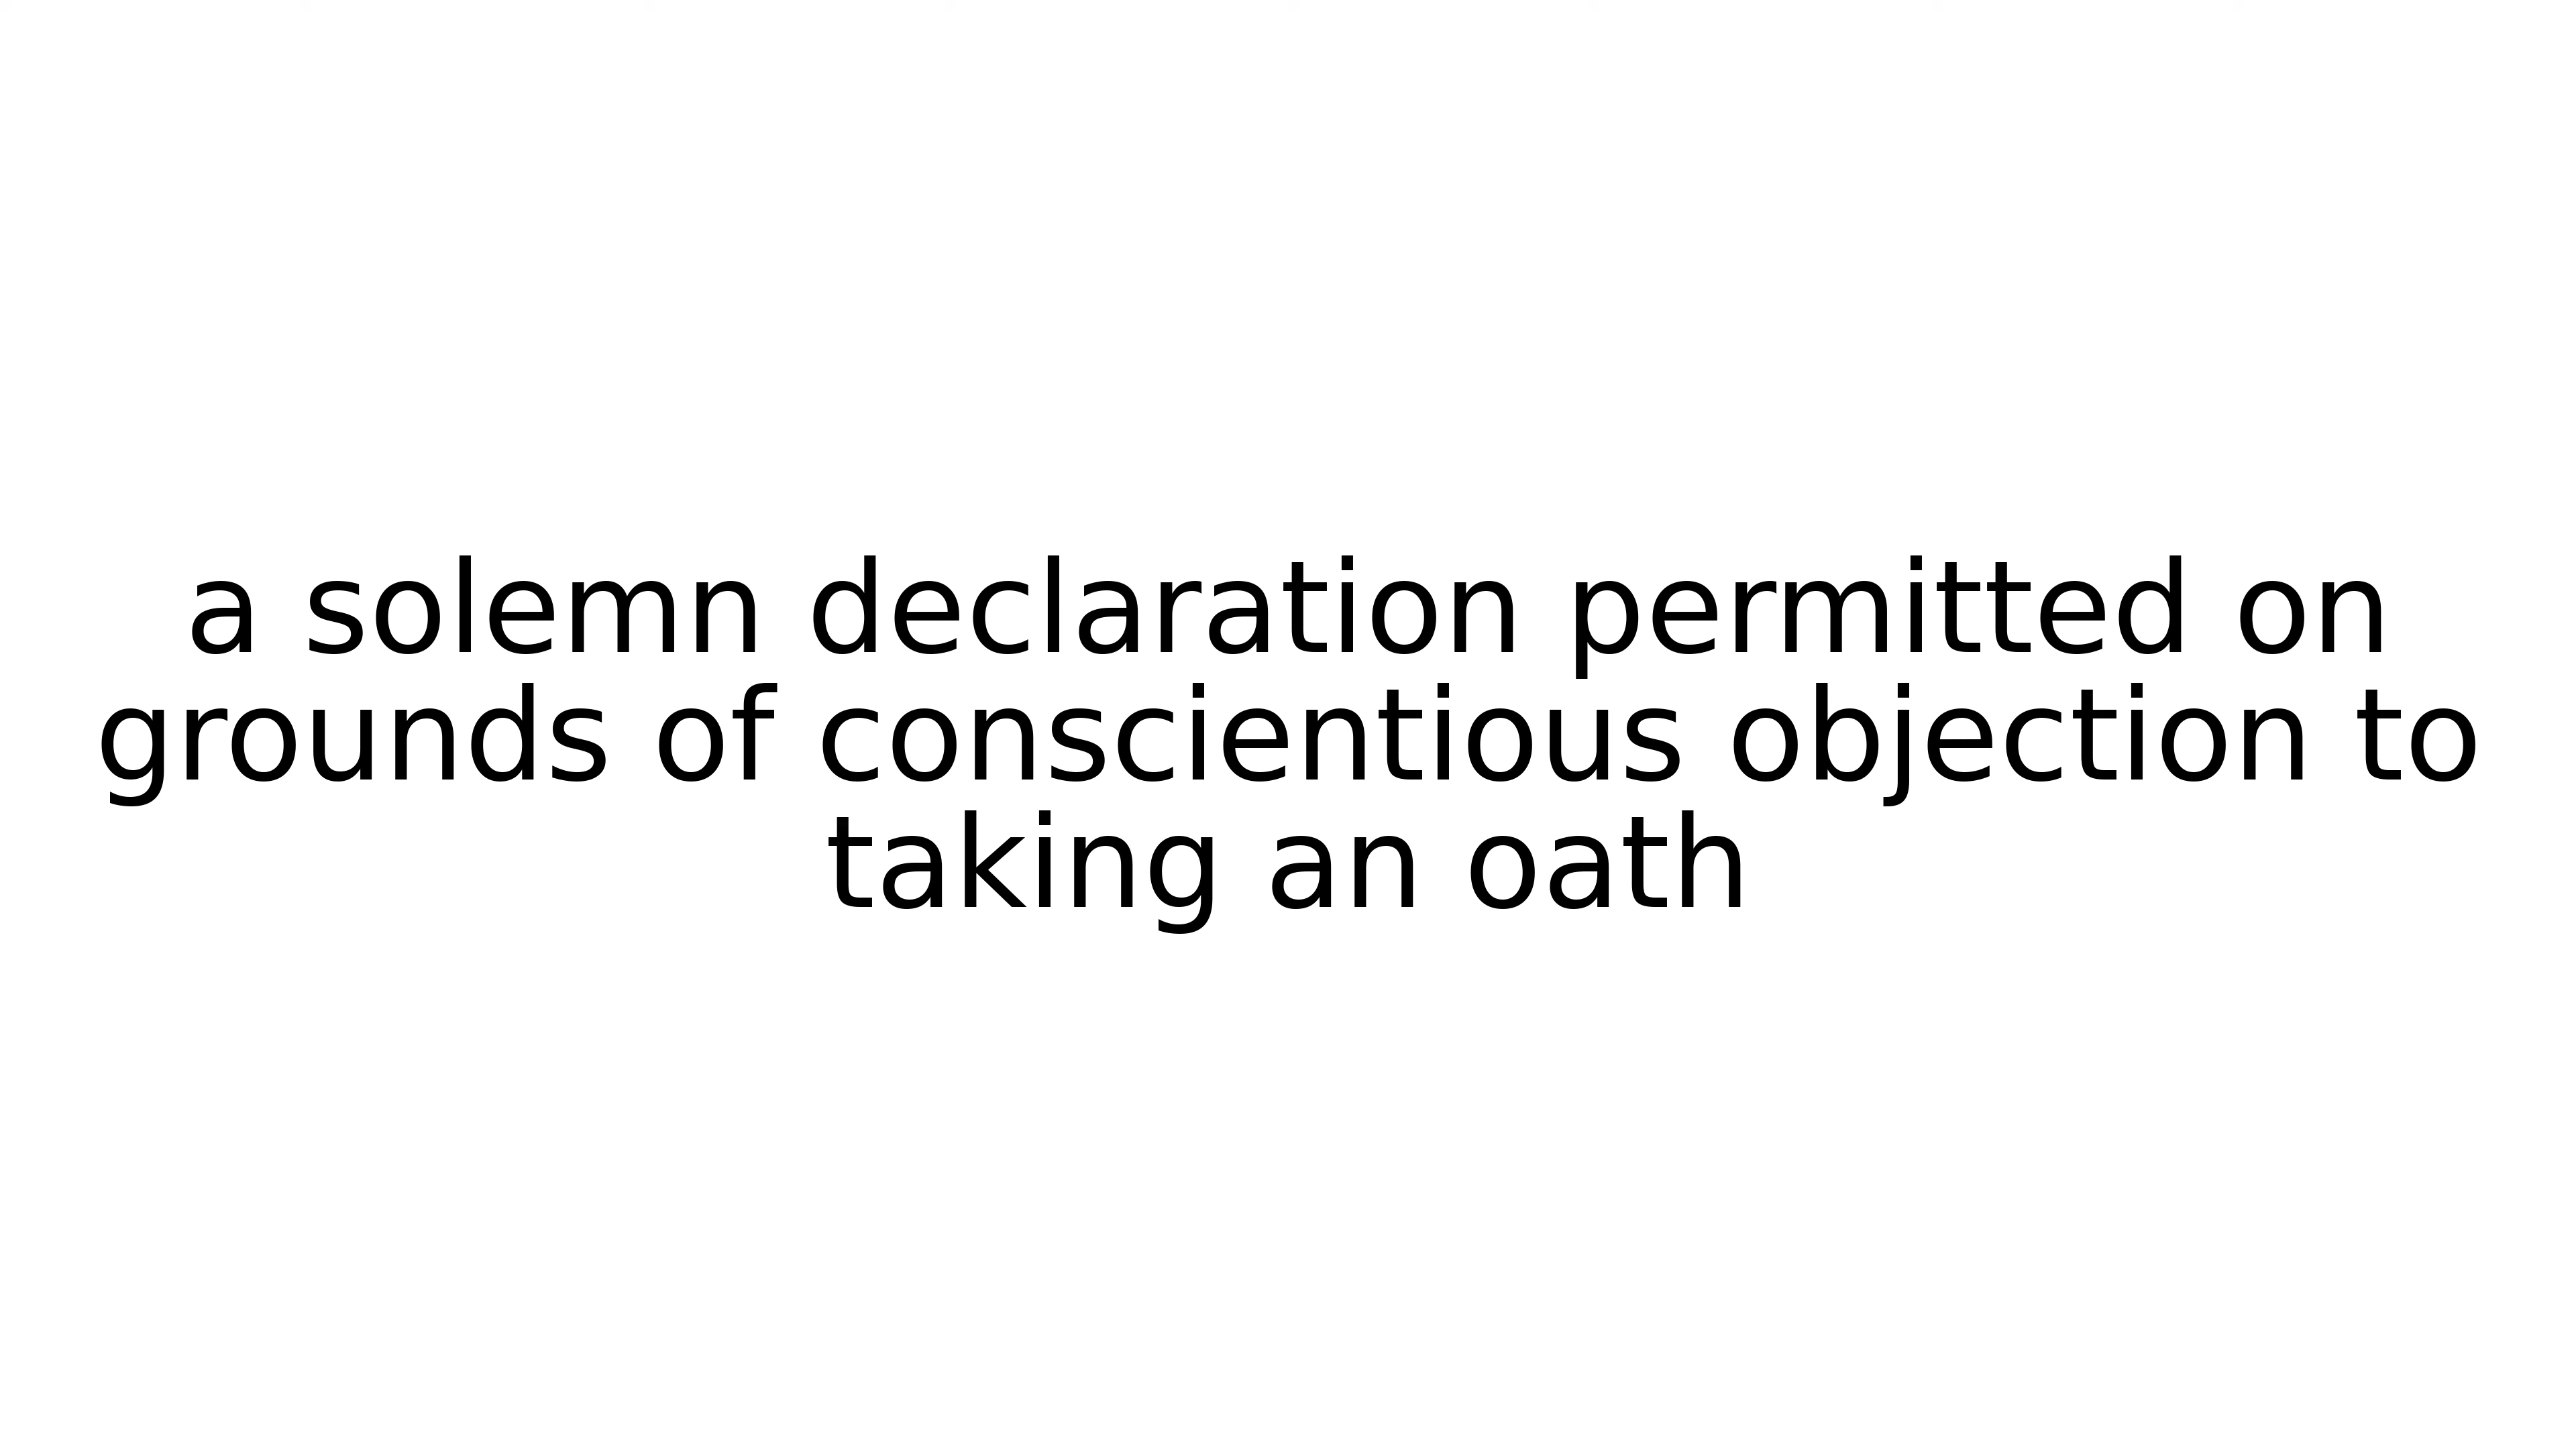 a solemn declaration permitted on
grounds of conscientious objection to
taking an oath